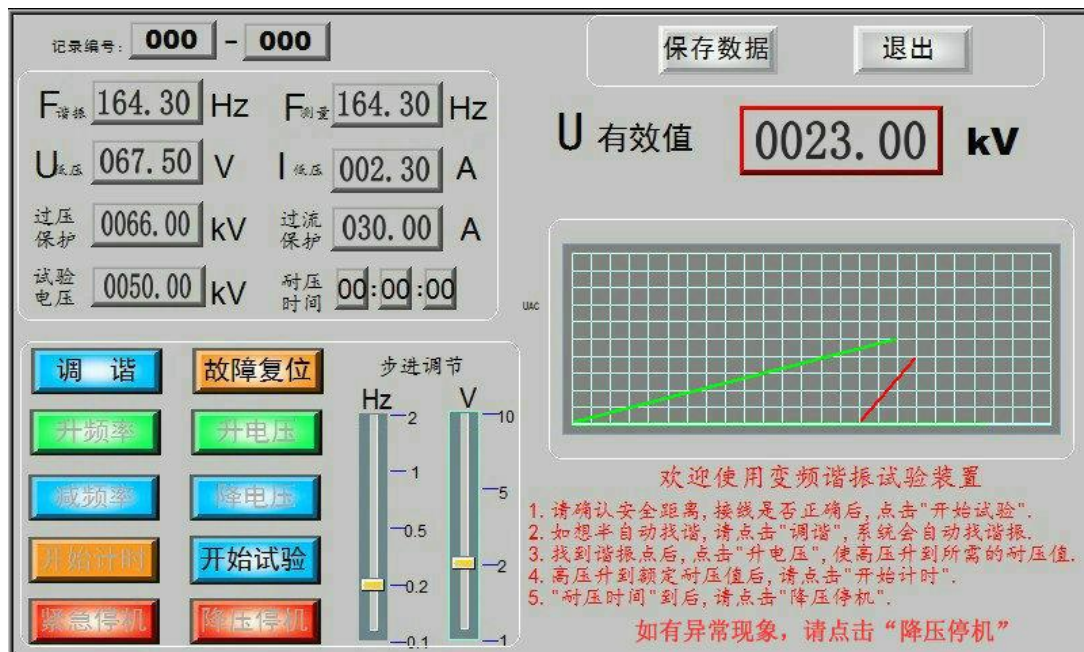 记录编号: 000 - 000
保存数据 退出
F谐振 164.30 Hz F测量 164.30 Hz
U有效值 0023.00 kV
U低压 067.50 V I低压 002.30 A
过压保护 0066.00 kV 过流保护 030.00 A
试验电压 0050.00 kV 耐压时间 00:00:00
UAC
调谐 故障复位 步进调节
Hz V
升频率 升电压
2 10
减频率 降电压
1 5
开始计时 开始试验
0.5 2
0.2
紧急停机 降压停机
0.1 1
欢迎使用变频谐振试验装置
1. 请确认安全距离,接线是否正确后,点击"开始试验".
2. 如想半自动找谐,请点击"调谐",系统会自动找谐振.
3. 找到谐振点后,点击"升电压",使高压升到所需的耐压值.
4. 高压升到额定耐压值后,请点击"开始计时".
5. "耐压时间"到后,请点击"降压停机".
如有异常现象，请点击“降压停机”